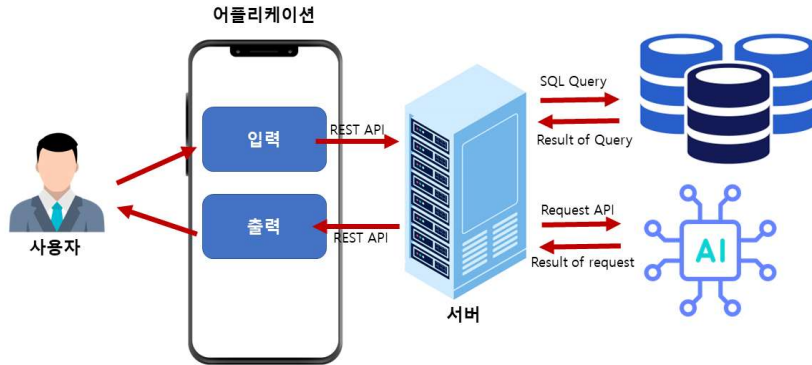 어플리케이션
입력
REST API
출력
REST API
사용자
서버
SQL Query
Result of Query
Request API
Result of request
AI